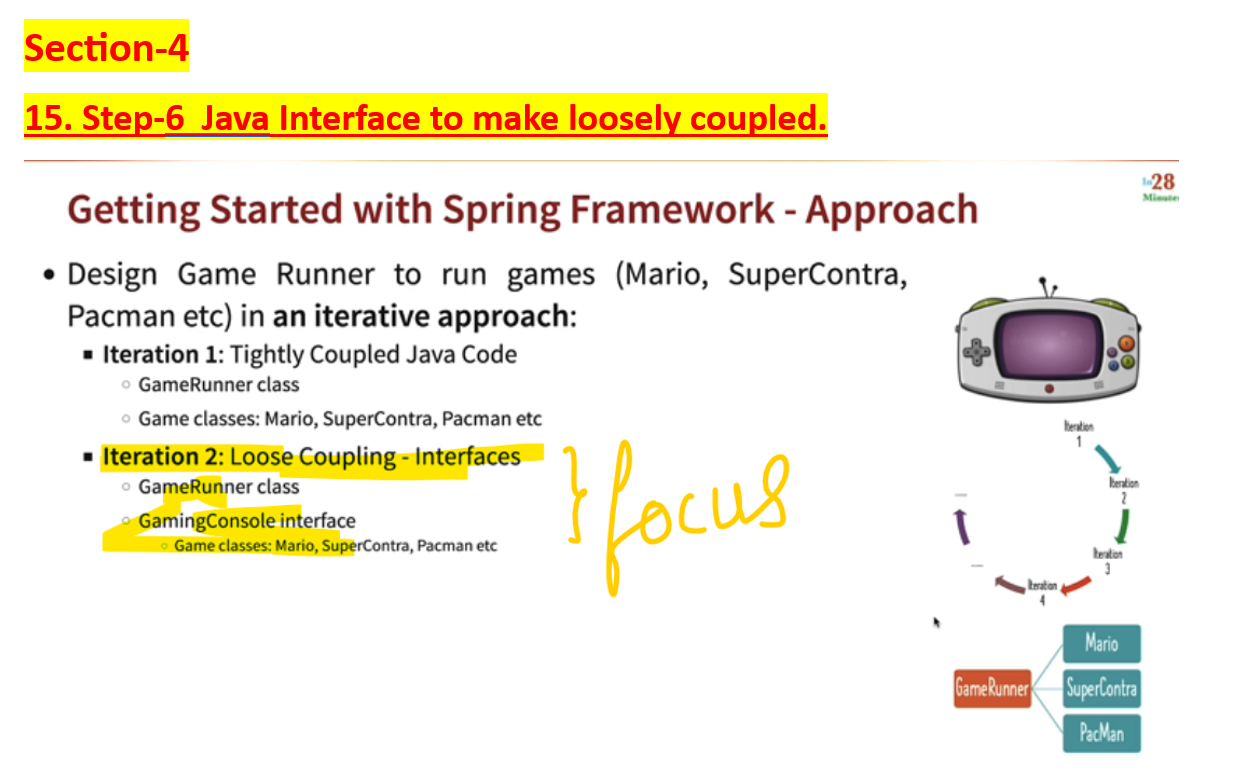 Section-4
15. Step-6 Java Interface to make loosely coupled.
In28
Minutes
Getting Started with Spring Framework - Approach
• Design Game Runner to run games (Mario, SuperContra,
Pacman etc) in an iterative approach:
▪ Iteration 1: Tightly Coupled Java Code
○ GameRunner class
○ Game classes: Mario, SuperContra, Pacman etc
▪ Iteration 2: Loose Coupling - Interfaces
○ GameRunner class
○ GamingConsole interface
○ Game classes: Mario, SuperContra, Pacman etc
focus
Iteration
1
Iteration
2
Iteration
3
Iteration
4
GameRunner
Mario
SuperContra
PacMan